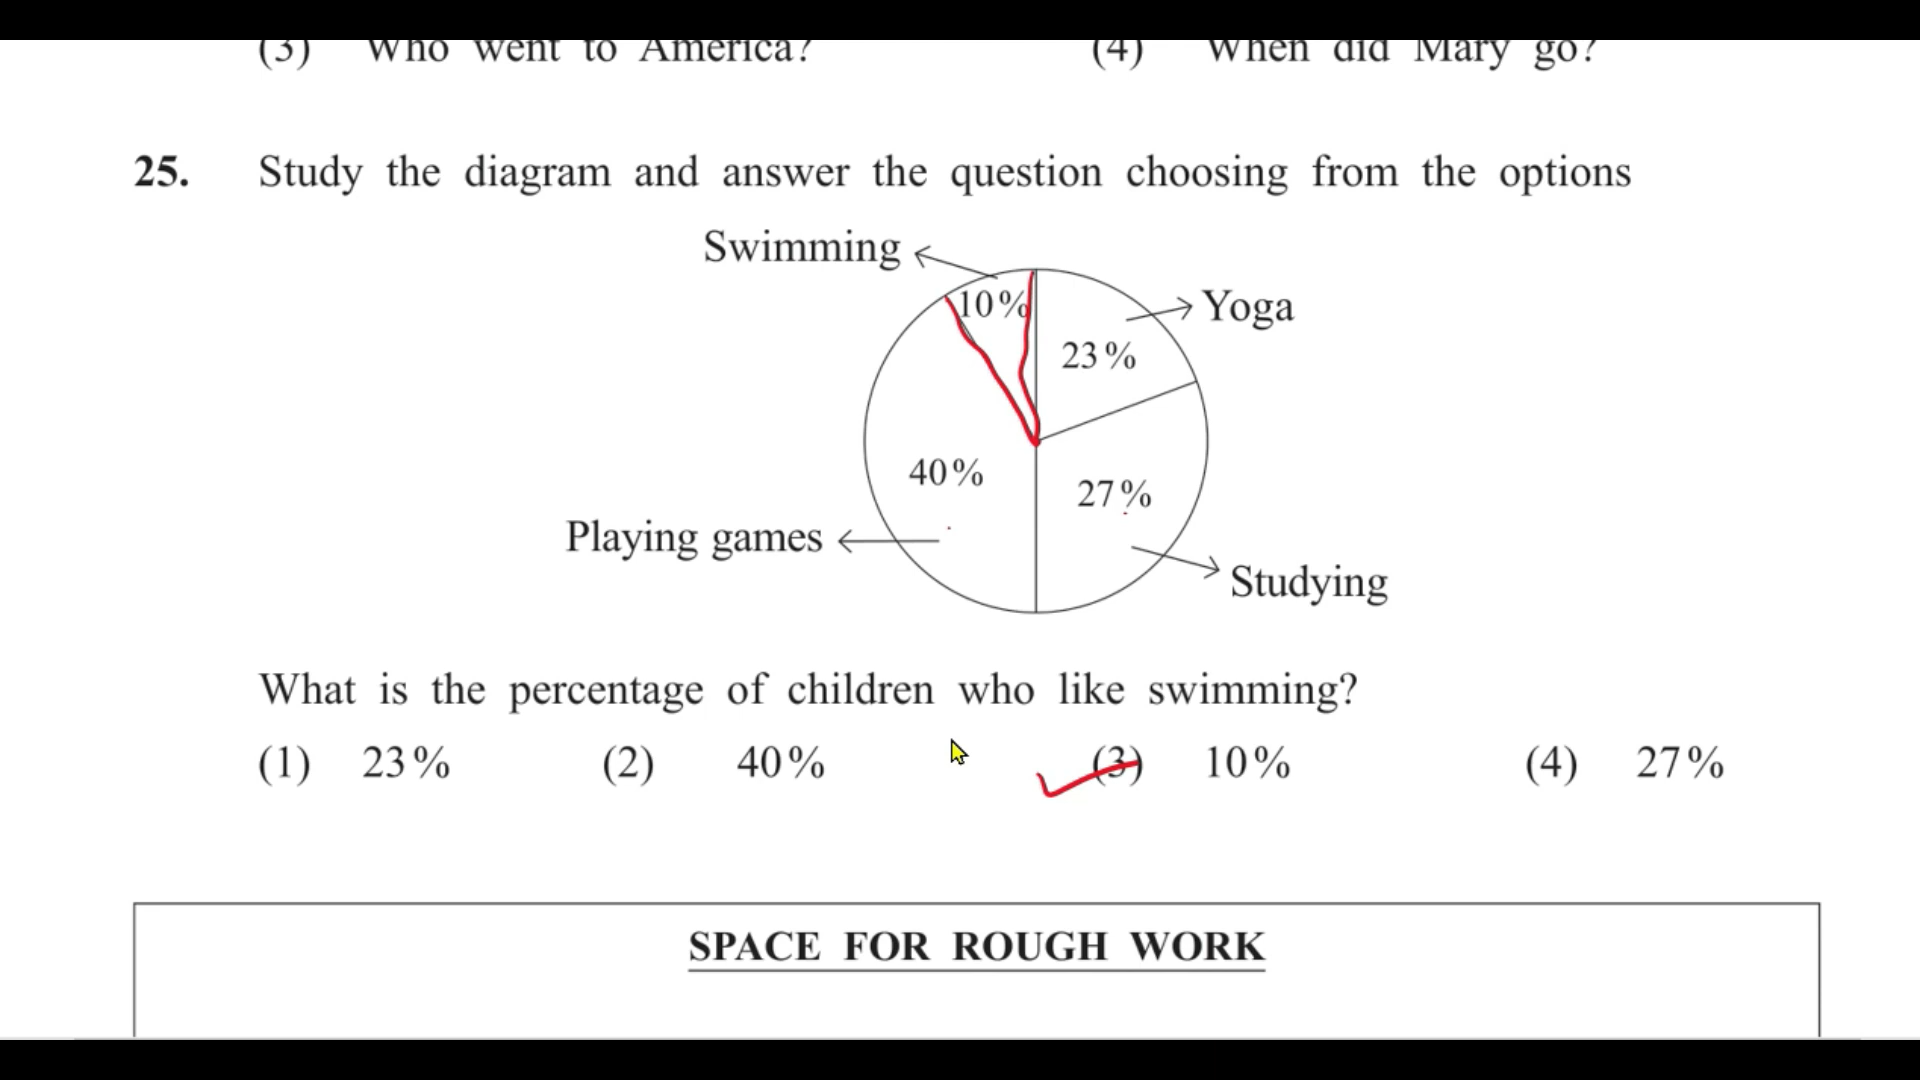 (3) Who went to America? (4) When did Mary go?
25. Study the diagram and answer the question choosing from the options
Swimming
10%
Yoga
23%
40%
27%
Playing games
Studying
What is the percentage of children who like swimming?
(1) 23% (2) 40% (3) 10% (4) 27%
SPACE FOR ROUGH WORK